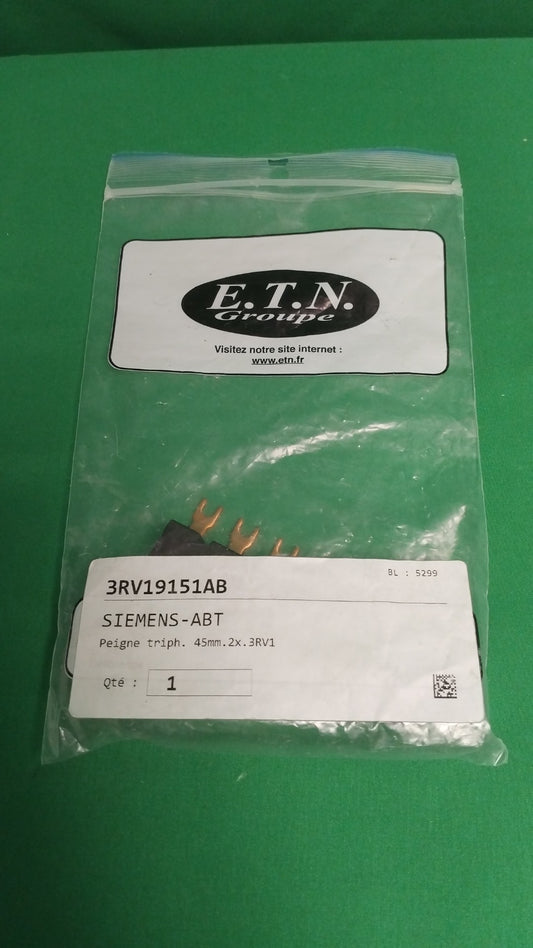 E.T.N.
Groupe
Visitez notre site internet :
www.etn.fr
BL : 5299
3RV19151AB
SIEMENS-ABT
Peigne triph. 45mm.2x.3RV1
Qté : 1